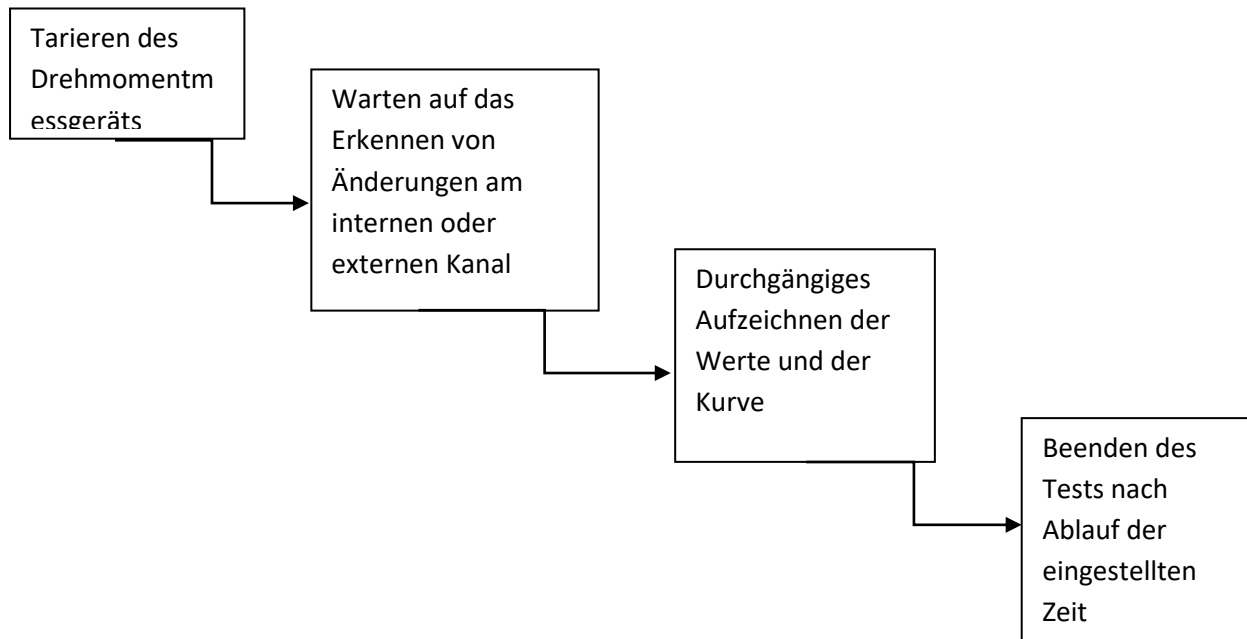 Tarieren des
Drehmomentm
essgeräts
Warten auf das
Erkennen von
Änderungen am
internen oder
externen Kanal
Durchgängiges
Aufzeichnen der
Werte und der
Kurve
Beenden des
Tests nach
Ablauf der
eingestellten
Zeit